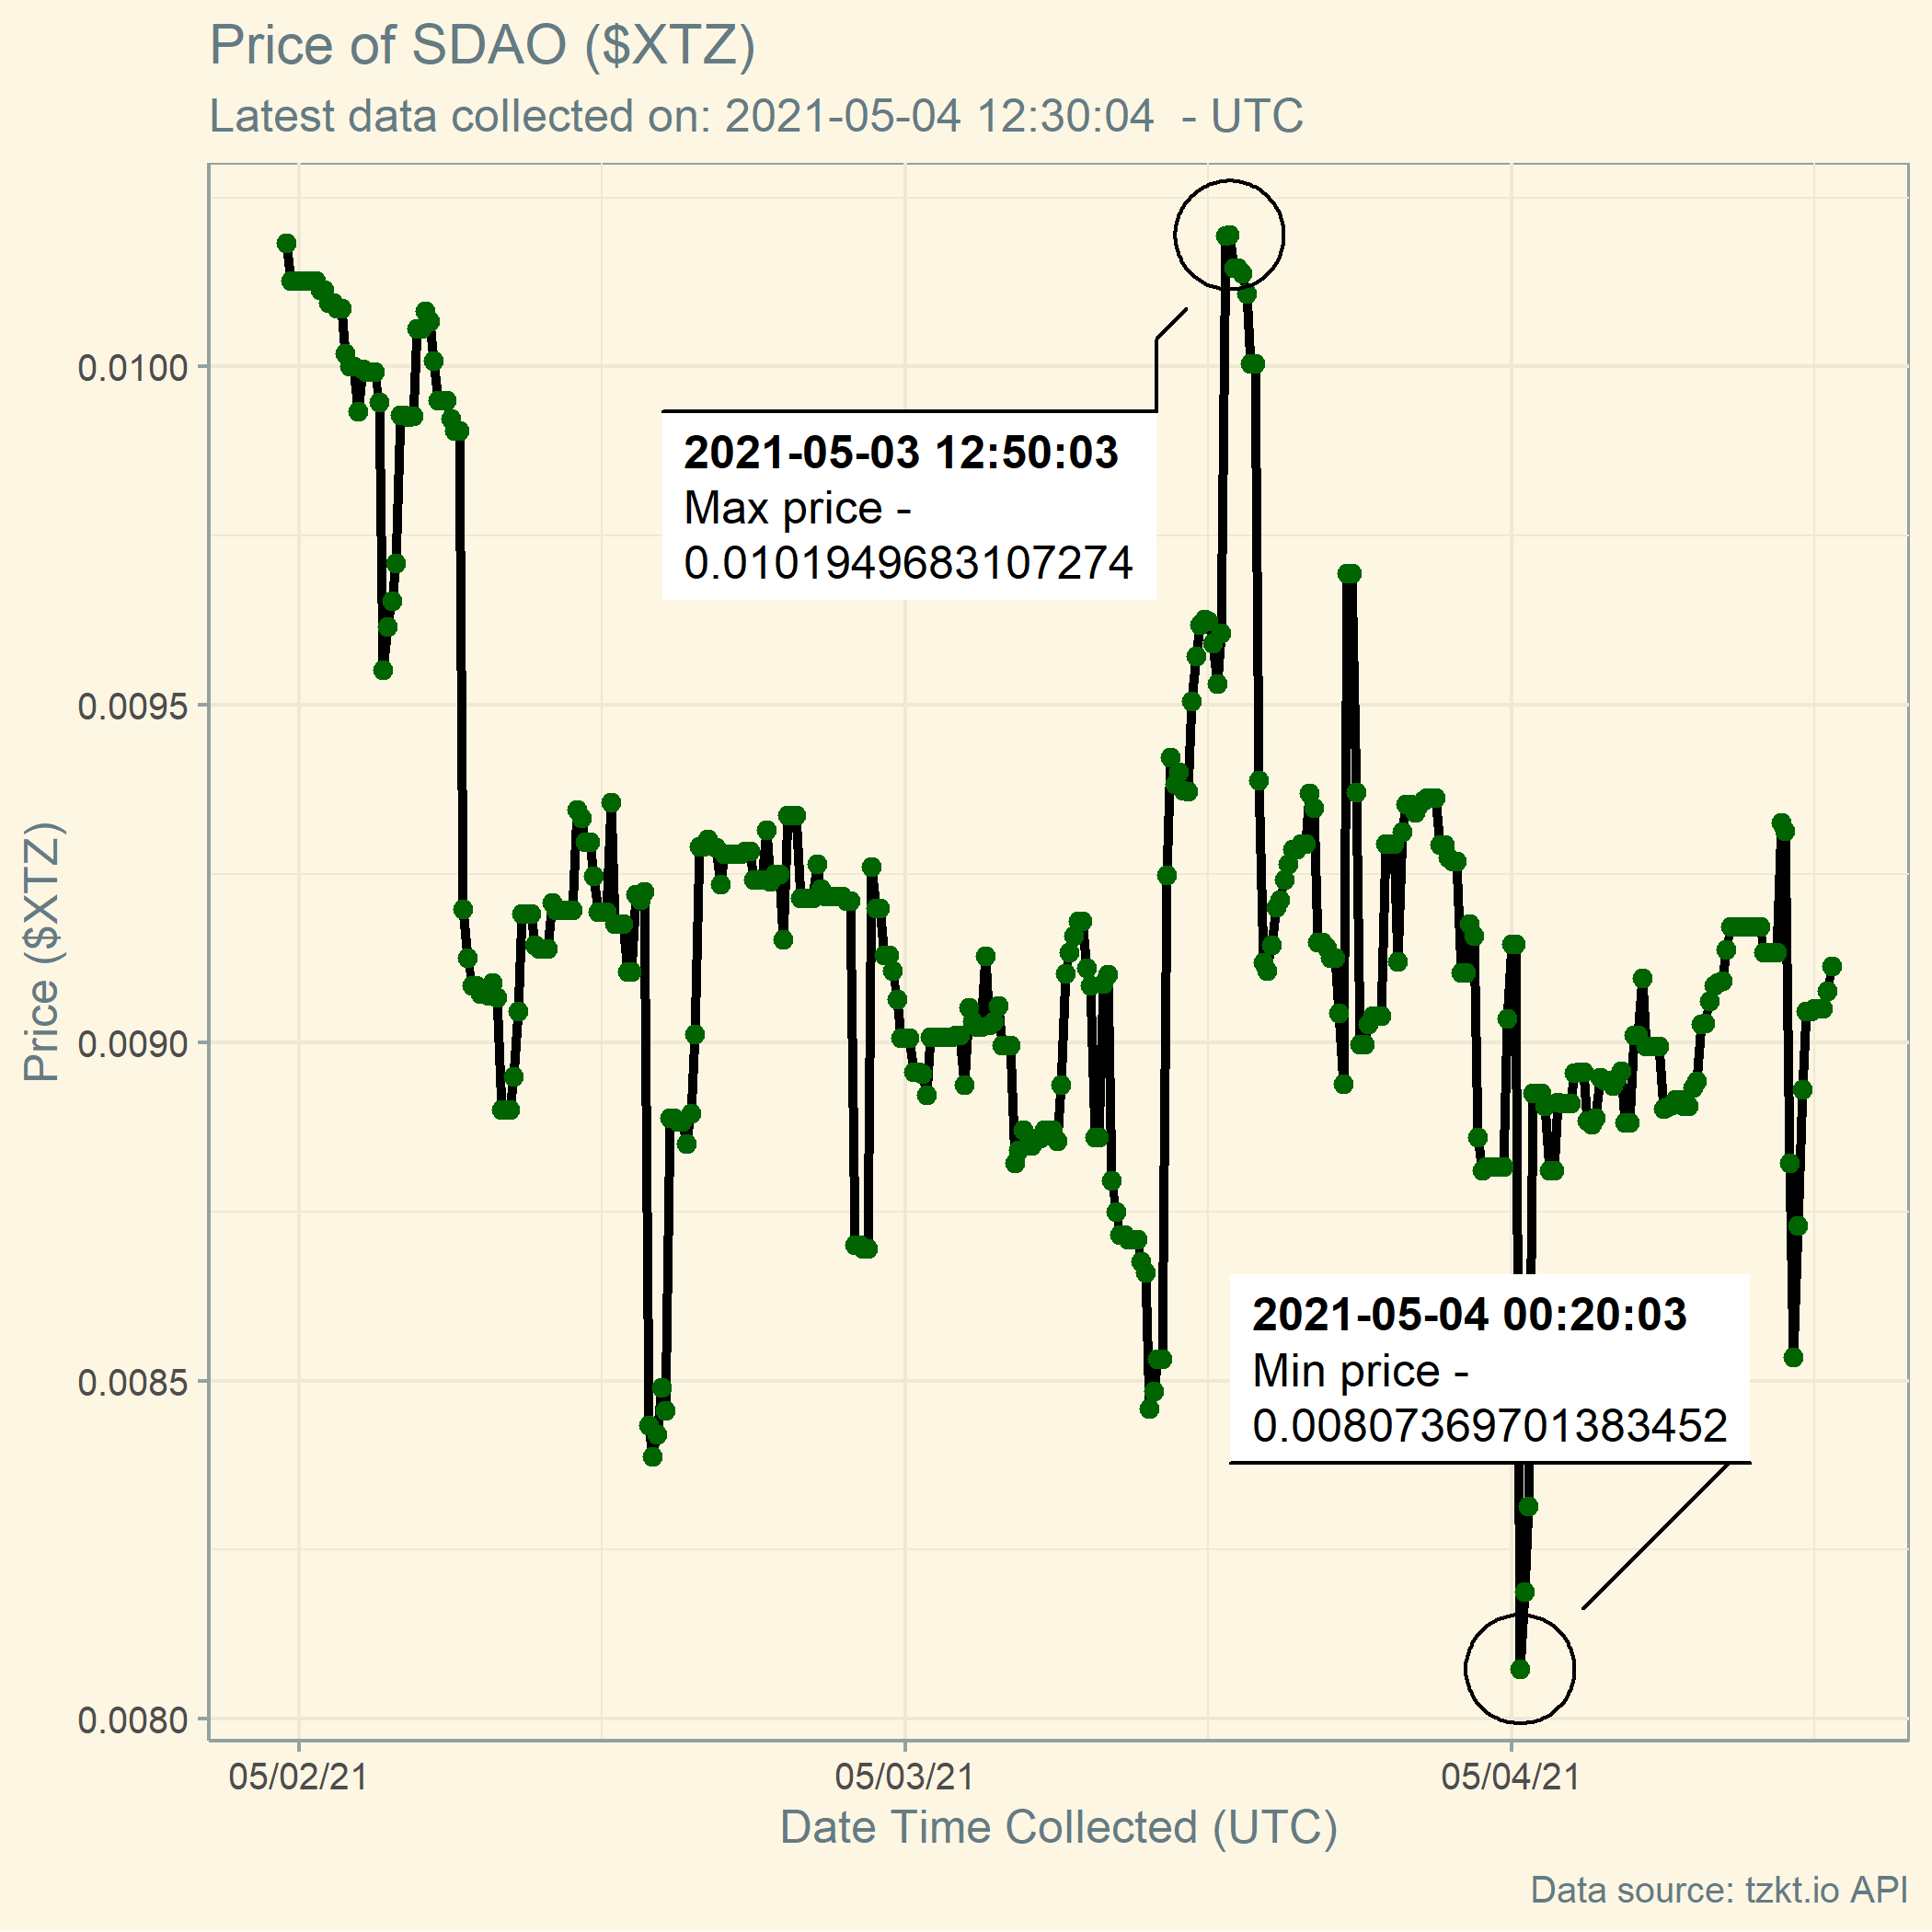 Price of SDAO ($XTZ)
Latest data collected on: 2021-05-04 12:30:04 - UTC
Price ($XTZ)
0.0100
0.0095
0.0090
0.0085
0.0080
2021-05-03 12:50:03
Max price -
0.0101949683107274
2021-05-04 00:20:03
Min price -
0.00807369701383452
05/02/21
05/03/21
05/04/21
Date Time Collected (UTC)
Data source: tzkt.io API